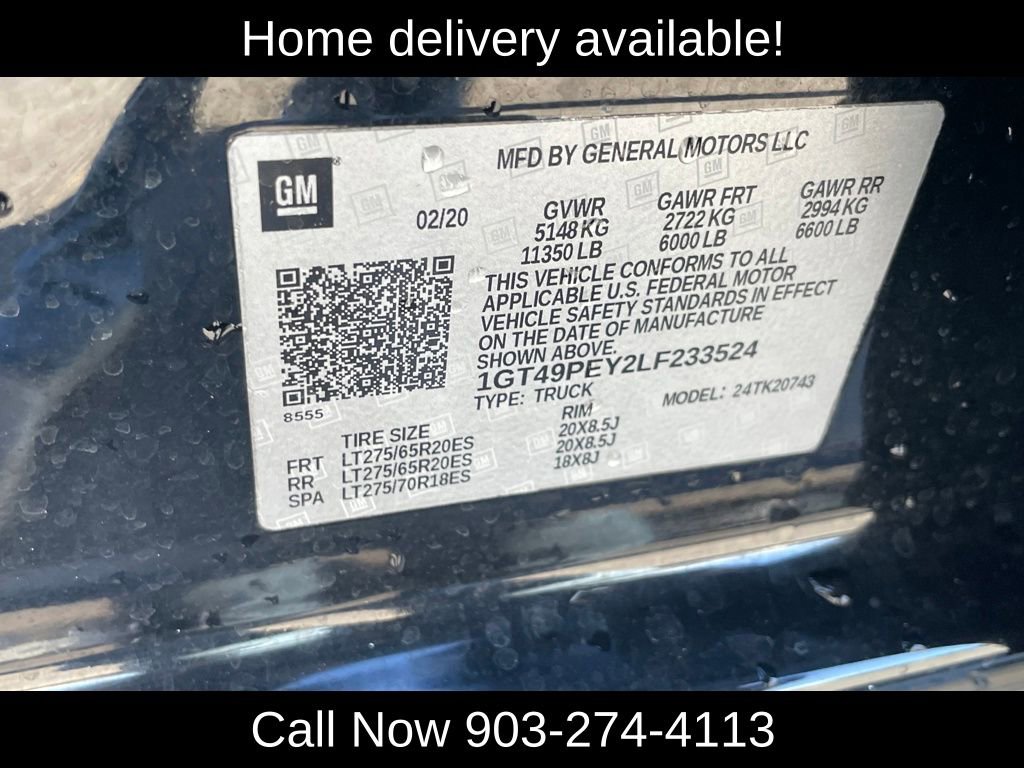 Home delivery available!
MFD BY GENERAL MOTORS LLC
GM
®
02/20
GVWR
5148 KG
11350 LB
GAWR FRT
2722 KG
6000 LB
GAWR RR
2994 KG
6600 LB
THIS VEHICLE CONFORMS TO ALL
APPLICABLE U.S. FEDERAL MOTOR
VEHICLE SAFETY STANDARDS IN EFFECT
ON THE DATE OF MANUFACTURE
SHOWN ABOVE.
1GT49PEY2LF233524
TYPE: TRUCK
MODEL: 24TK20743
8555
TIRE SIZE RIM
FRT LT275/65R20ES 20X8.5J
RR LT275/65R20ES 20X8.5J
SPA LT275/70R18ES 18X8J
Call Now 903-274-4113